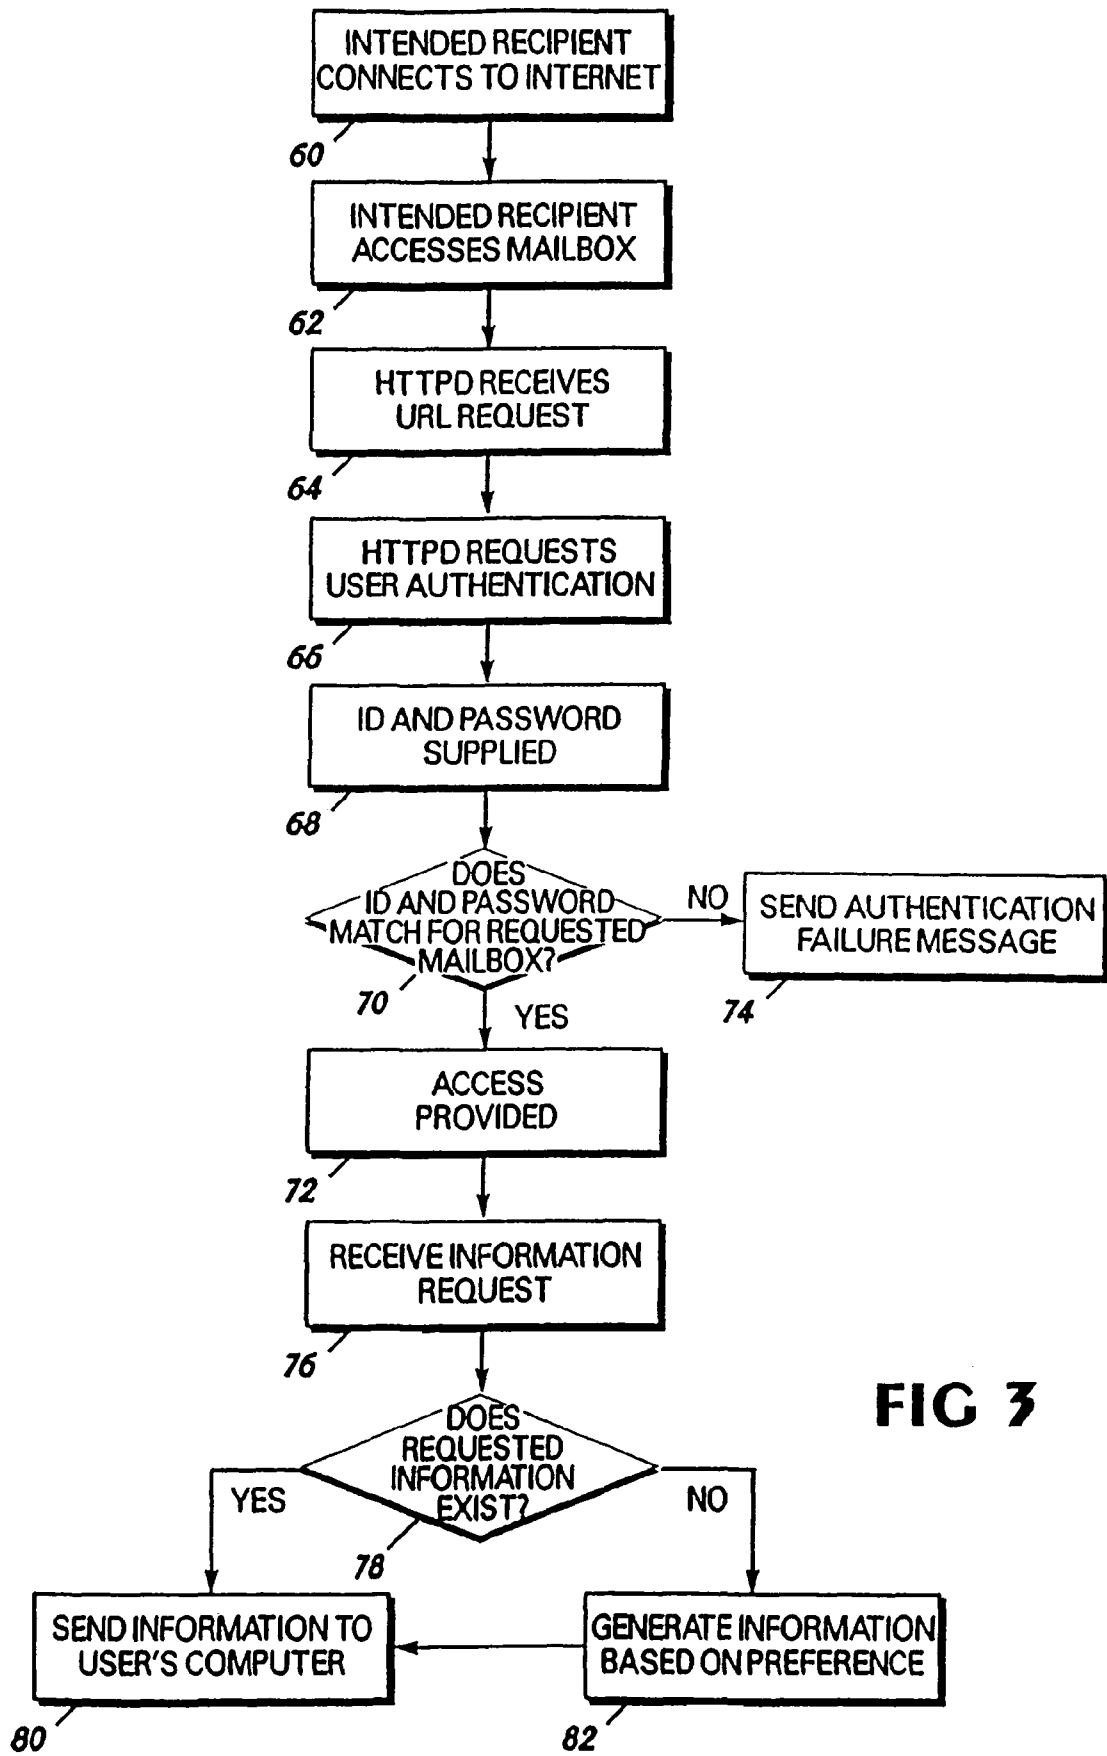 INTENDED RECIPIENT
CONNECTS TO INTERNET
60
INTENDED RECIPIENT
ACCESSES MAILBOX
62
HTTPD RECEIVES
URL REQUEST
64
HTTPD REQUESTS
USER AUTHENTICATION
66
ID AND PASSWORD
SUPPLIED
68
DOES
ID AND PASSWORD
MATCH FOR REQUESTED
MAILBOX?
70
NO
SEND AUTHENTICATION
FAILURE MESSAGE
74
YES
ACCESS
PROVIDED
72
RECEIVE INFORMATION
REQUEST
76
FIG 3
DOES
REQUESTED
INFORMATION
EXIST?
78
YES
NO
SEND INFORMATION TO
USER'S COMPUTER
80
GENERATE INFORMATION
BASED ON PREFERENCE
82